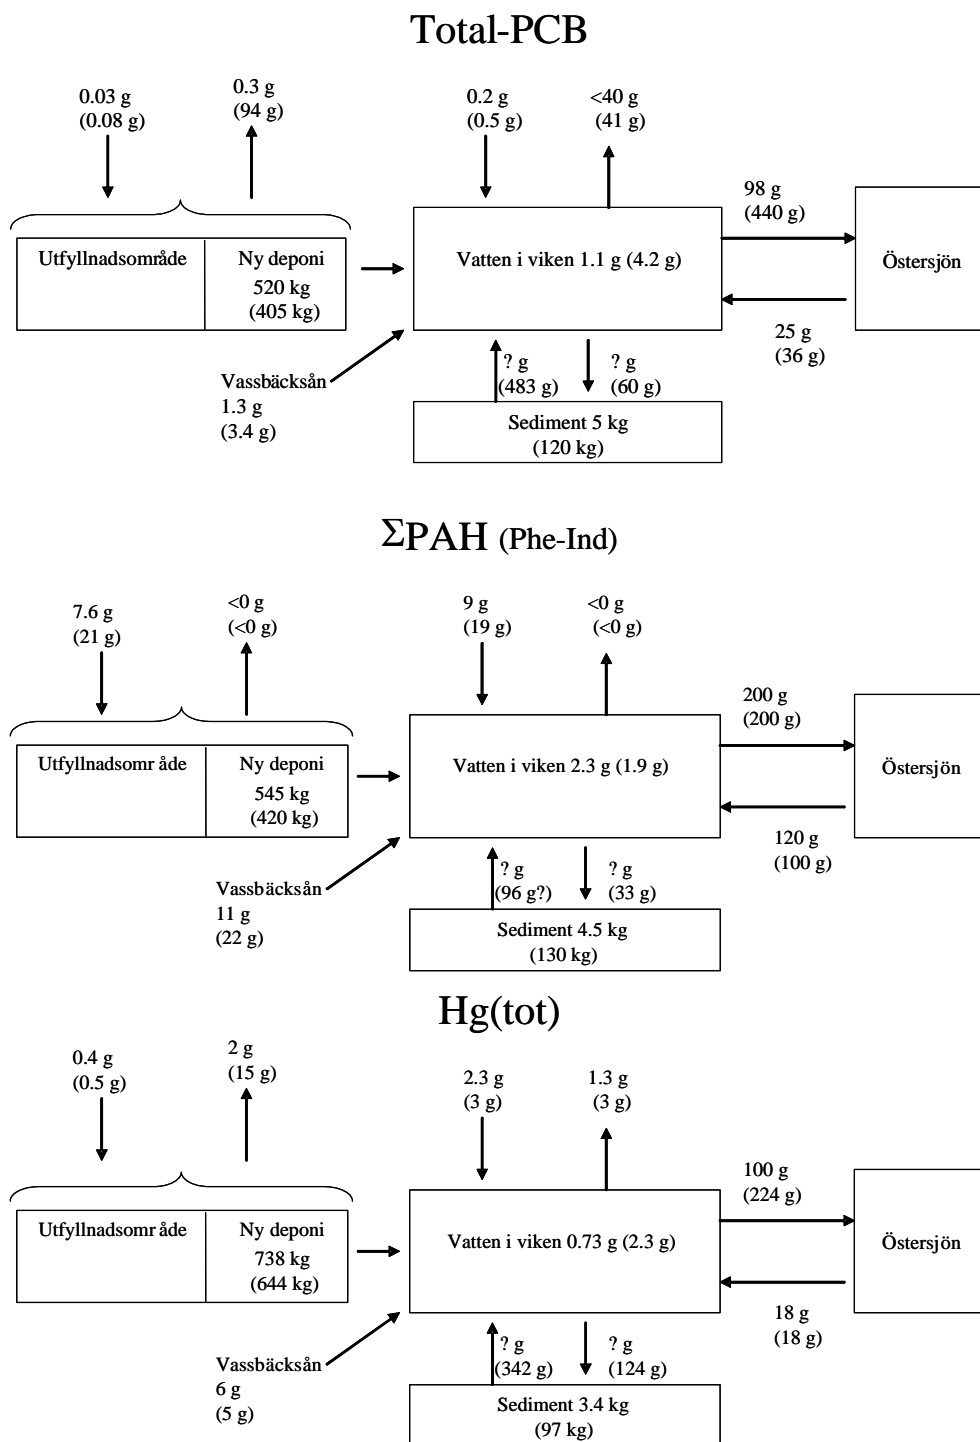 Total-PCB
0.03 g
(0.08 g)
0.3 g
(94 g)
0.2 g
(0.5 g)
<40 g
(41 g)
98 g
(440 g)
Utfyllnadsområde
Ny deponi
520 kg
(405 kg)
Vatten i viken 1.1 g (4.2 g)
Östersjön
25 g
(36 g)
Vassbäcksån
1.3 g
(3.4 g)
? g
(483 g)
? g
(60 g)
Sediment 5 kg
(120 kg)
ΣPAH (Phe-Ind)
7.6 g
(21 g)
<0 g
(<0 g)
9 g
(19 g)
<0 g
(<0 g)
200 g
(200 g)
Utfyllnadsområde
Ny deponi
545 kg
(420 kg)
Vatten i viken 2.3 g (1.9 g)
Östersjön
120 g
(100 g)
Vassbäcksån
11 g
(22 g)
? g
(96 g?)
? g
(33 g)
Sediment 4.5 kg
(130 kg)
Hg(tot)
0.4 g
(0.5 g)
2 g
(15 g)
2.3 g
(3 g)
1.3 g
(3 g)
100 g
(224 g)
Utfyllnadsområde
Ny deponi
738 kg
(644 kg)
Vatten i viken 0.73 g (2.3 g)
Östersjön
18 g
(18 g)
Vassbäcksån
6 g
(5 g)
? g
(342 g)
? g
(124 g)
Sediment 3.4 kg
(97 kg)